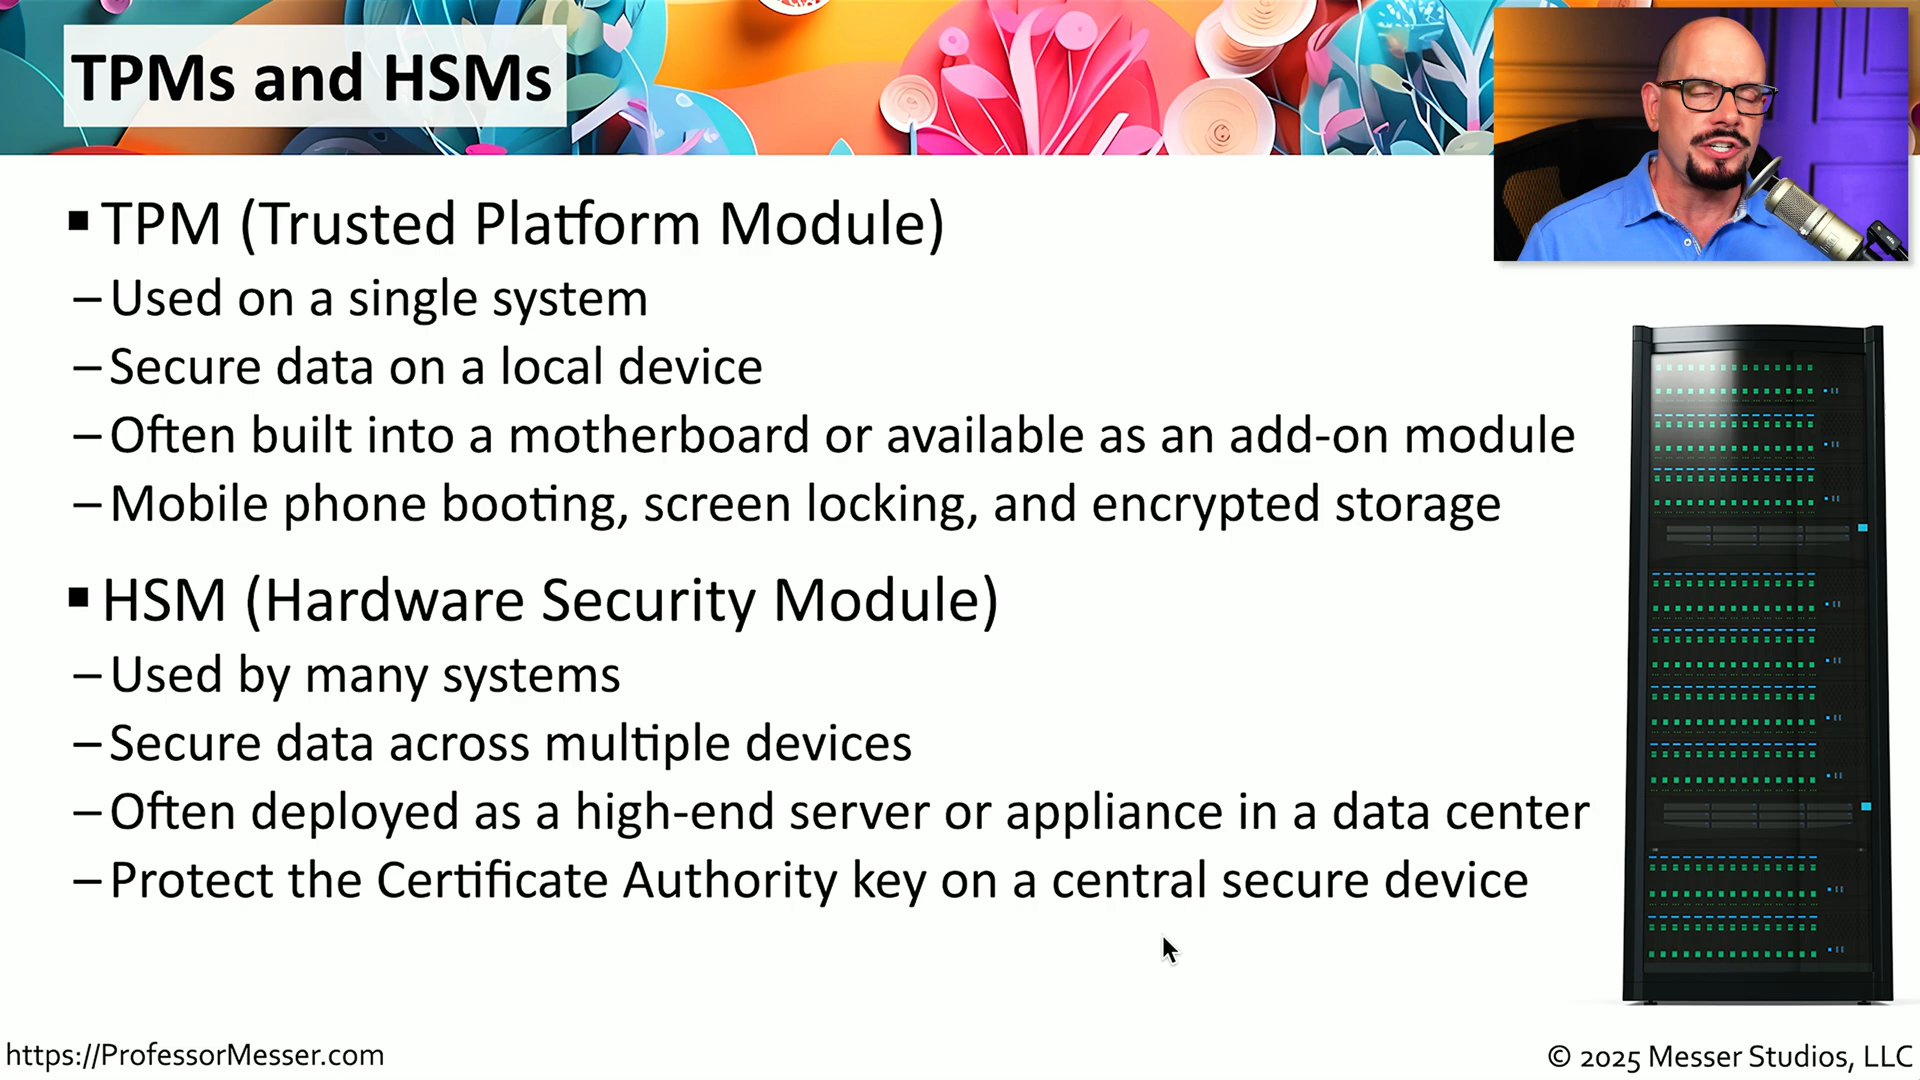 TPMs and HSMs
▪ TPM (Trusted Platform Module)
– Used on a single system
– Secure data on a local device
– Often built into a motherboard or available as an add-on module
– Mobile phone booting, screen locking, and encrypted storage
▪ HSM (Hardware Security Module)
– Used by many systems
– Secure data across multiple devices
– Often deployed as a high-end server or appliance in a data center
– Protect the Certificate Authority key on a central secure device
https://ProfessorMesser.com
© 2025 Messer Studios, LLC